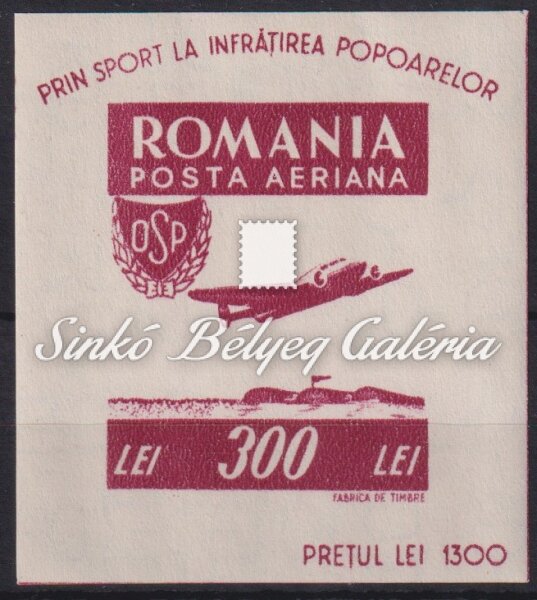 PRIN SPORT LA INFRĂȚIREA POPOARELOR
ROMANIA
POSTA AERIANA
OSP
Sinkó Bélyeg Galéria
LEI 300 LEI
FABRICA DE TIMBRE
PREȚUL LEI 1300